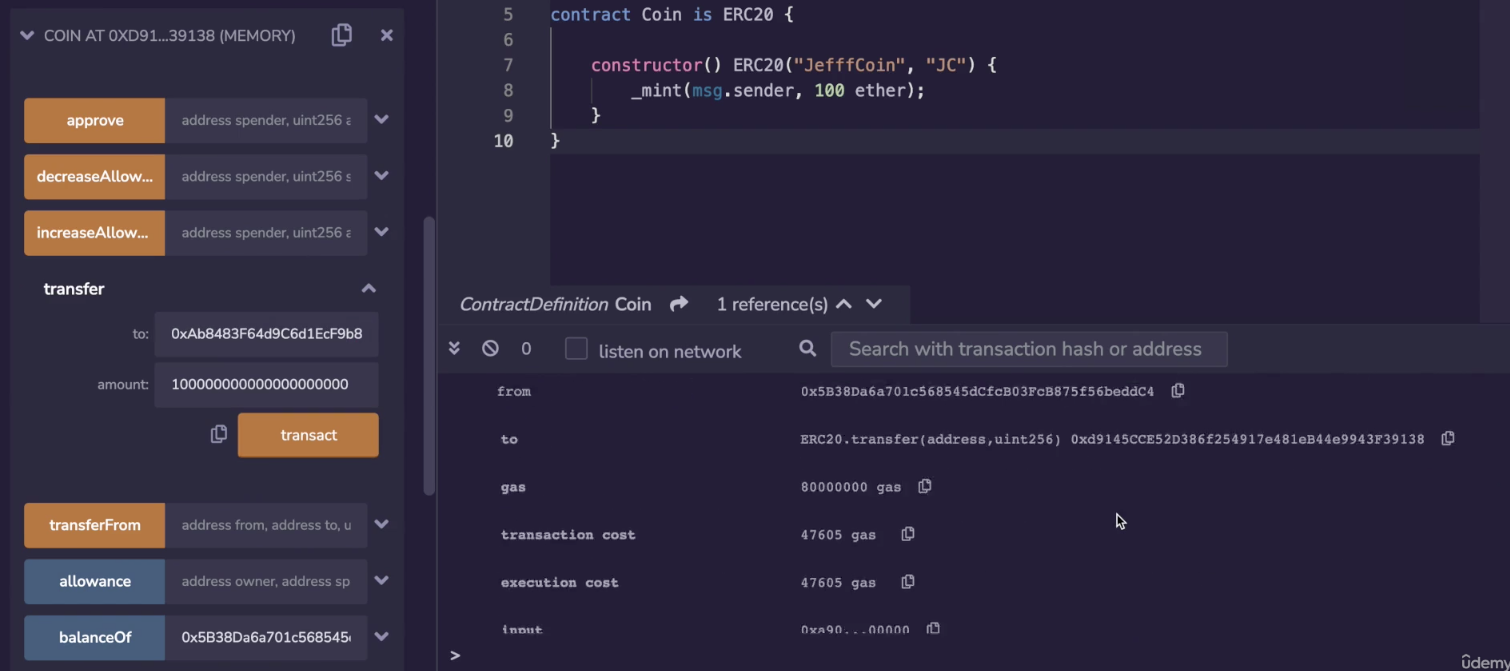 COIN AT 0XD91...39138 (MEMORY)
approve address spender, uint256 a
decreaseAllow... address spender, uint256 s
increaseAllow... address spender, uint256 a
transfer
to: 0xAb8483F64d9C6d1EcF9b8
amount: 10000000000000000000
transact
transferFrom address from, address to, u
allowance address owner, address sp
balanceOf 0x5B38Da6a701c568545
5 contract Coin is ERC20 {
6
7 constructor() ERC20("JefffCoin", "JC") {
8 _mint(msg.sender, 100 ether);
9 }
10 }
ContractDefinition Coin 1 reference(s)
0 listen on network Search with transaction hash or address
from 0x5B38Da6a701c568545dCfcB03FcB875f56beddC4
to ERC20.transfer(address,uint256) 0xd9145CCE52D386f254917e481eB44e9943F39138
gas 80000000 gas
transaction cost 47605 gas
execution cost 47605 gas
input 0xa90...00000
>
ûdemy